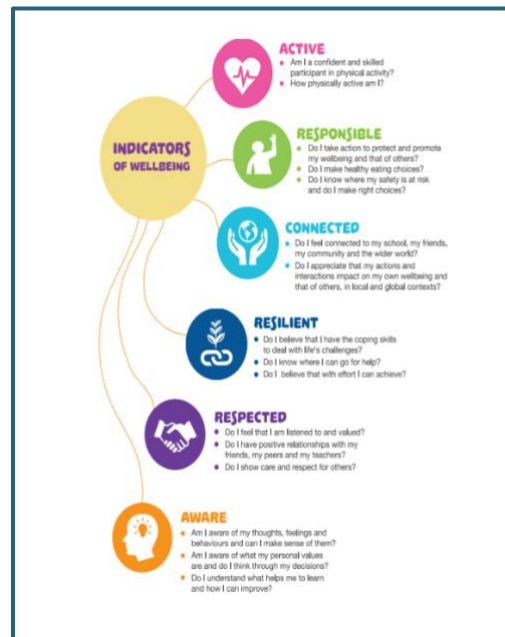 INDICATORS
OF WELLBEING
ACTIVE
• Am I a confident and skilled
participant in physical activity?
• How physically active am I?
RESPONSIBLE
• Do I take action to protect and promote
my wellbeing and that of others?
• Do I make healthy eating choices?
• Do I know where my safety is at risk
and do I make right choices?
CONNECTED
• Do I feel connected to my school, my friends,
my community and the wider world?
• Do I appreciate that my actions and
interactions impact on my own wellbeing and
that of others, in local and global contexts?
RESILIENT
• Do I believe that I have the coping skills
to deal with life's challenges?
• Do I know where I can go for help?
• Do I believe that with effort I can achieve?
RESPECTED
• Do I feel that I am listened to and valued?
• Do I have positive relationships with my
friends, my peers and my teachers?
• Do I show care and respect for others?
AWARE
• Am I aware of my thoughts, feelings and
behaviours and can I make sense of them?
• Am I aware of what my personal values
are and do I think through my decisions?
• Do I understand what helps me to learn
and how I can improve?